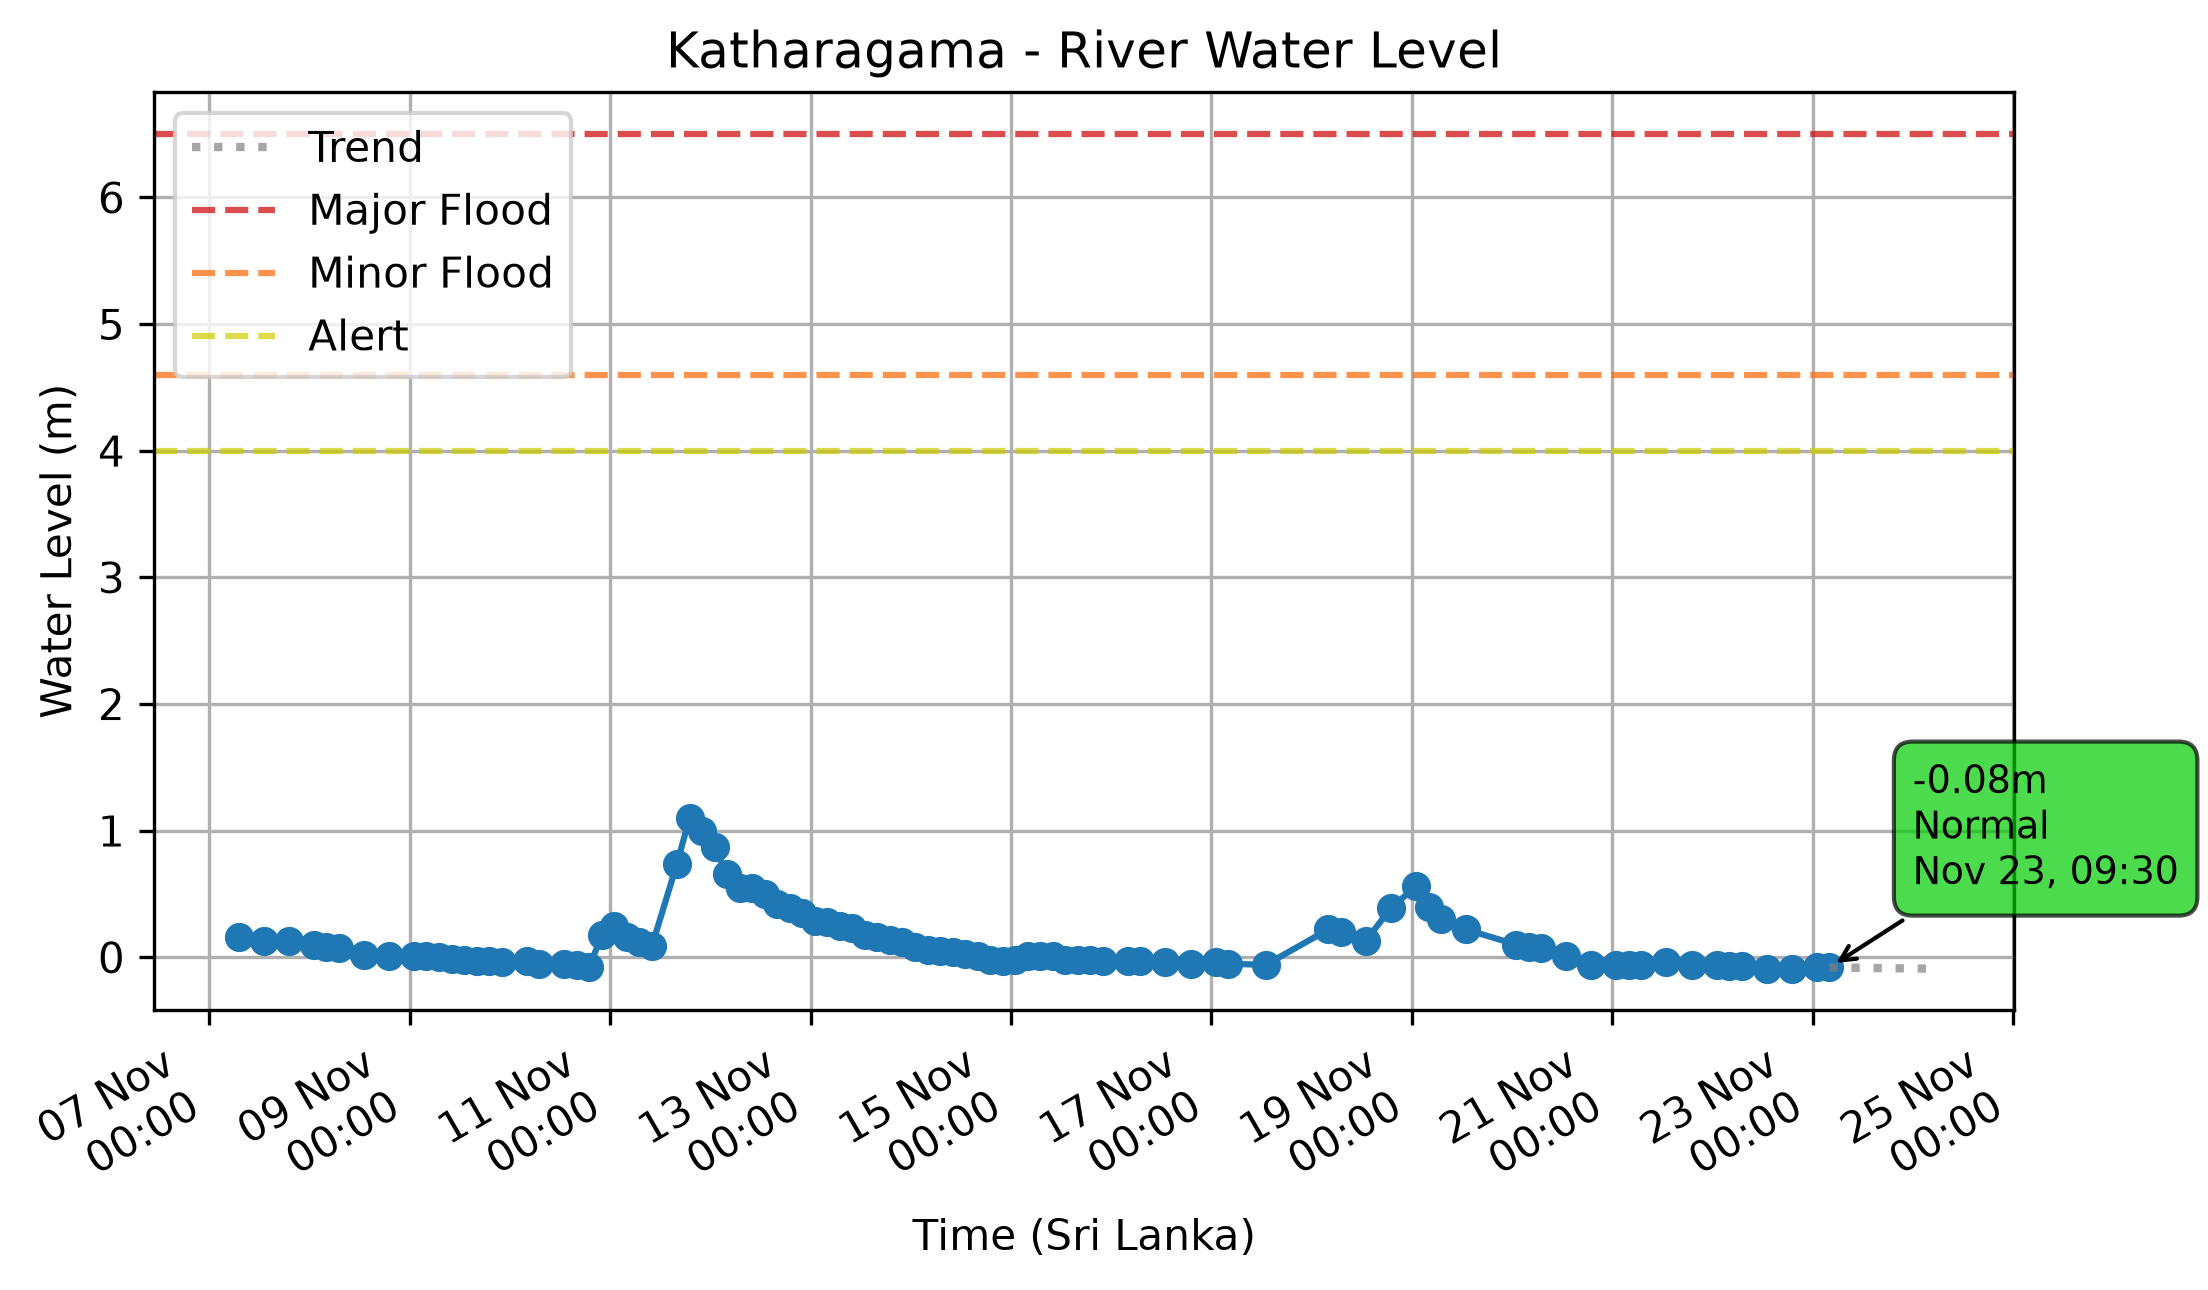 Katharagama - River Water Level
Trend
Major Flood
Minor Flood
Alert
Water Level (m)
6
5
4
3
2
1
0
-0.08m
Normal
Nov 23, 09:30
07 Nov
00:00
09 Nov
00:00
11 Nov
00:00
13 Nov
00:00
15 Nov
00:00
17 Nov
00:00
19 Nov
00:00
21 Nov
00:00
23 Nov
00:00
25 Nov
00:00
Time (Sri Lanka)